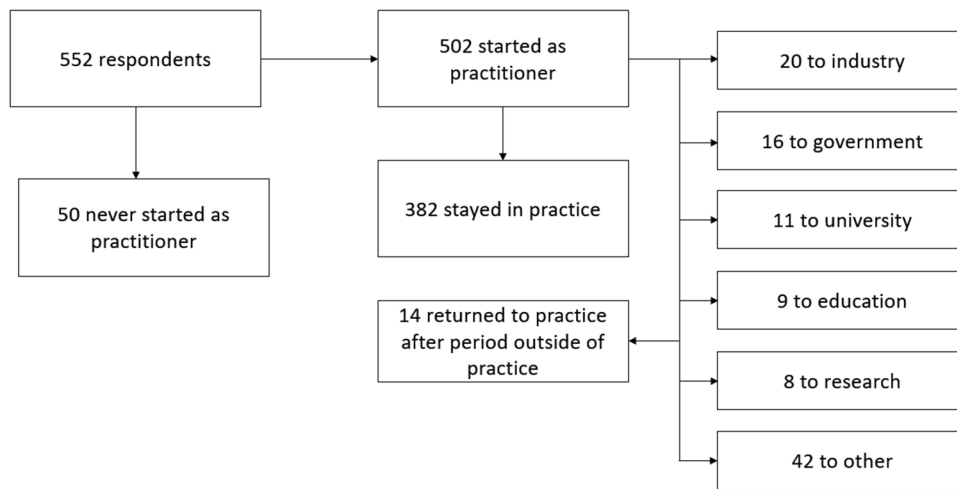 552 respondents
502 started as
practitioner
20 to industry
16 to government
50 never started as
practitioner
382 stayed in practice
11 to university
14 returned to practice
after period outside of
practice
9 to education
8 to research
42 to other